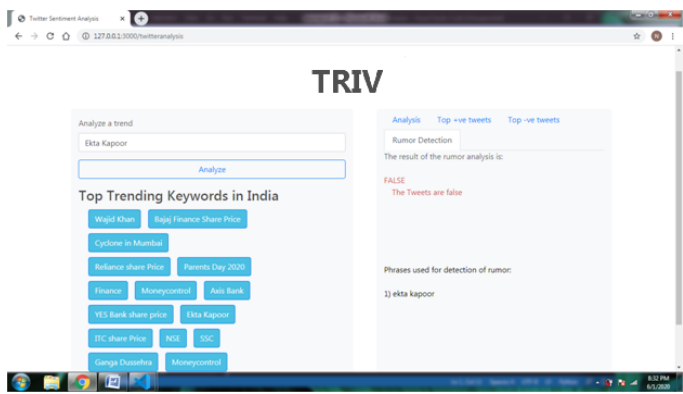 Twitter Sentiment Analysis
127.0.0.1:3000/twitteranalysis
N
TRIV
Analyze a trend
Ekta Kapoor
Analyze
Top Trending Keywords in India
Wajid Khan Bajaj Finance Share Price
Cyclone in Mumbai
Reliance share Price Parents Day 2020
Finance Moneycontrol Axis Bank
YES Bank share price Ekta Kapoor
ITC share Price NSE SSC
Ganga Dussehra Moneycontrol
Analysis Top +ve tweets Top -ve tweets
Rumor Detection
The result of the rumor analysis is:
FALSE
The Tweets are false
Phrases used for detection of rumor:
1) ekta kapoor
8:32 PM
6/1/2020